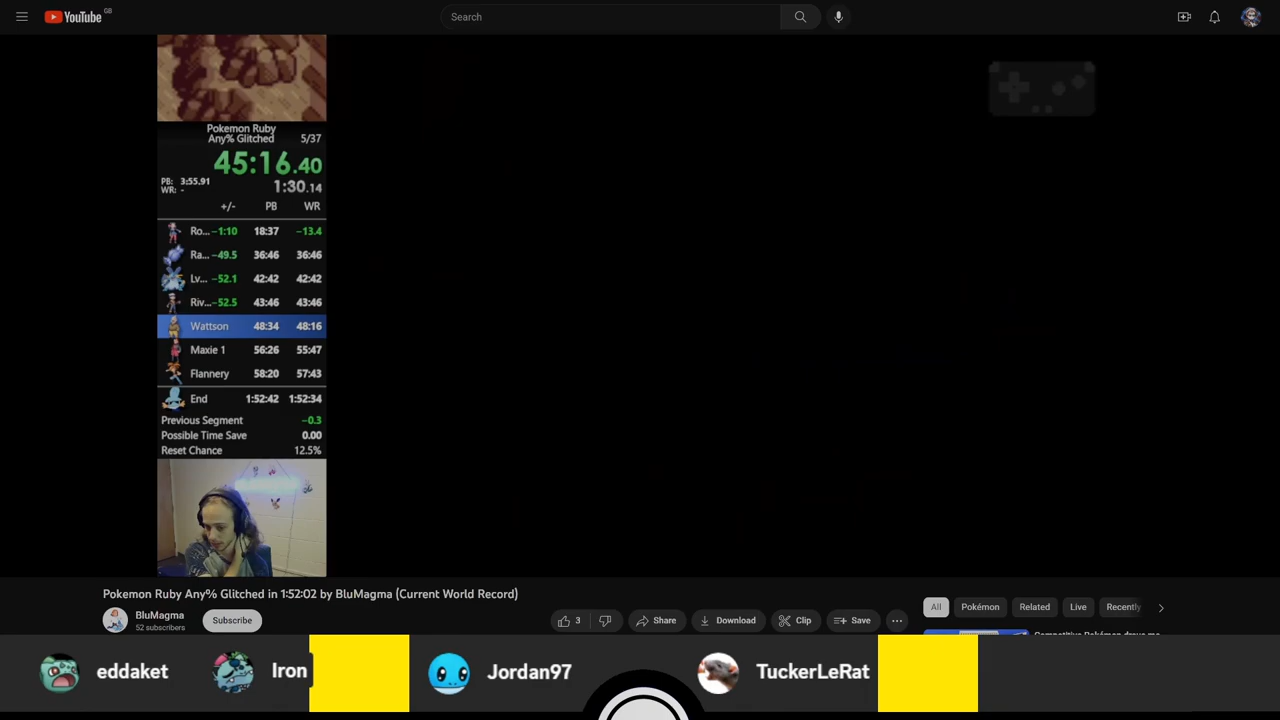 YouTube GB
Search
Pokemon Ruby
Any% Glitched 5/37
45:16.40
PB: 3:55.91
WR: -
1:30.14
+/- PB WR
Ro... -1:10 18:37 -13.4
Ra... -49.5 36:46 36:46
Lv... -52.1 42:42 42:42
Riv... -52.5 43:46 43:46
Wattson 48:34 48:16
Maxie 1 56:26 55:47
Flannery 58:20 57:43
End 1:52:42 1:52:34
Previous Segment -0.3
Possible Time Save 0.00
Reset Chance 12.5%
Pokemon Ruby Any% Glitched in 1:52:02 by BluMagma (Current World Record)
BluMagma
52 subscribers
Subscribe
3
Share
Download
Clip
Save
All
Pokémon
Related
Live
Recently
Competitive Pokémon drove me
eddaket
Iron
Jordan97
TuckerLeRat